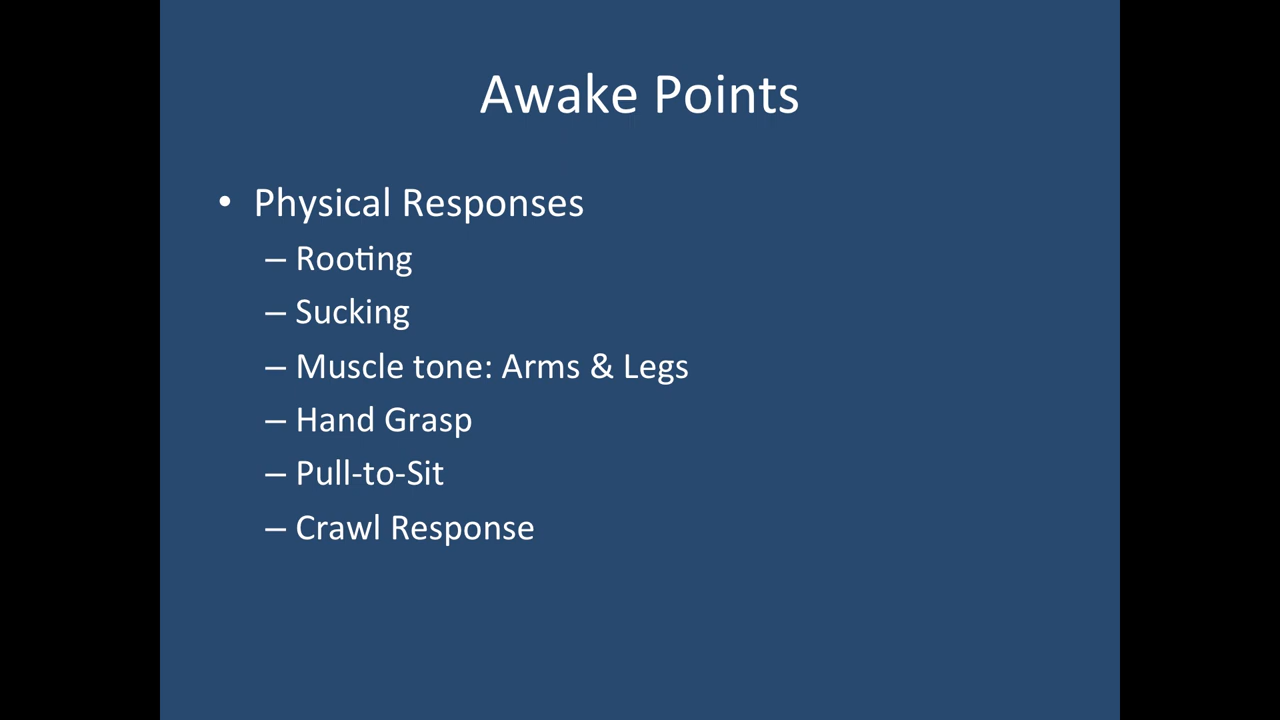 Awake Points
• Physical Responses
– Rooting
– Sucking
– Muscle tone: Arms & Legs
– Hand Grasp
– Pull-to-Sit
– Crawl Response